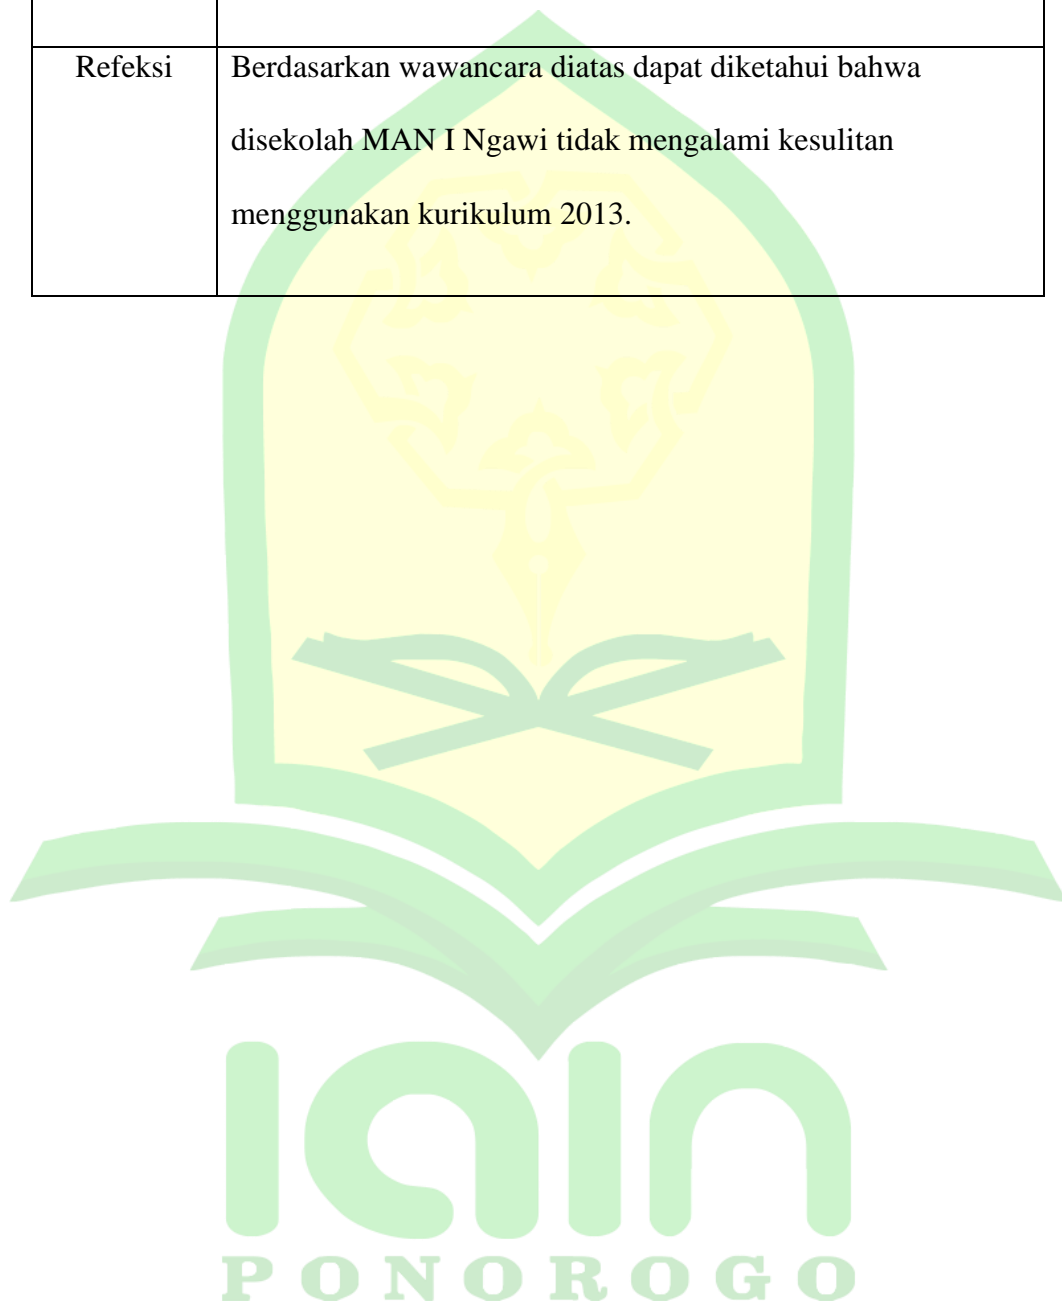 Refeksi
Berdasarkan wawancara diatas dapat diketahui bahwa
disekolah MAN I Ngawi tidak mengalami kesulitan
menggunakan kurikulum 2013.
iain
PONOROGO